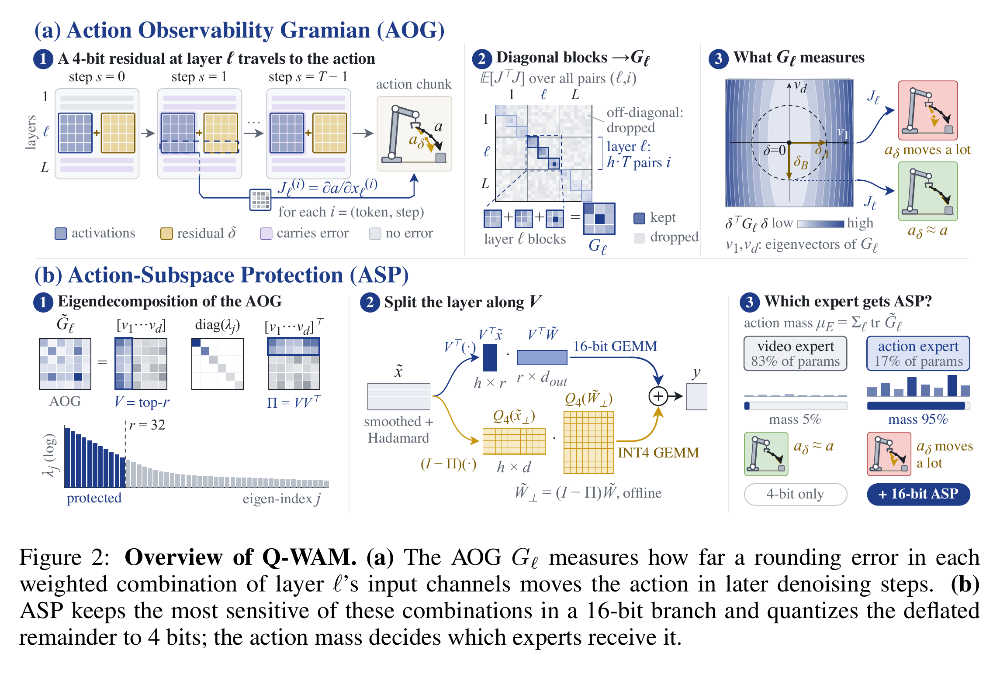 (a) Action Observability Gramian (AOG)
1 A 4-bit residual at layer ℓ travels to the action
step s = 0
step s = 1
step s = T − 1
action chunk
layers
1
ℓ
L
+
+
...
+
a
a_δ
J_ℓ^(i) = ∂a/∂x_ℓ^(i)
for each i = (token, step)
activations
residual δ
carries error
no error
2 Diagonal blocks →G_ℓ
𝔼[J^⊤J] over all pairs (ℓ,i)
1 ℓ L
1
ℓ
L
off-diagonal:
dropped
layer ℓ:
h·T pairs i
+ + =
layer ℓ blocks
G_ℓ
kept
dropped
3 What G_ℓ measures
v_d
v_1
δ=0
δ_A
δ_B
J_ℓ
J_ℓ
a_δ moves a lot
a_δ ≈ a
δ^⊤G_ℓ δ low high
v_1,v_d: eigenvectors of G_ℓ
(b) Action-Subspace Protection (ASP)
1 Eigendecomposition of the AOG
G̃_ℓ
[v_1···v_d]
diag(λ_j)
[v_1···v_d]^⊤
=
AOG
V = top-r
Π = VV^⊤
λ_j (log)
r = 32
protected
eigen-index j
2 Split the layer along V
x̃
smoothed +
Hadamard
V^⊤(·)
V^⊤x̃
·
V^⊤W̃
h × r
r × d_out
16-bit GEMM
(I − Π)(·)
Q_4(x̃_⊥)
·
Q_4(W̃_⊥)
h × d
INT4 GEMM
+
y
W̃_⊥ = (I − Π)W̃, offline
3 Which expert gets ASP?
action mass μ_E = Σ_ℓ tr G̃_ℓ
video expert
83% of params
action expert
17% of params
mass 5%
mass 95%
a_δ ≈ a
a_δ moves
a lot
4-bit only
+ 16-bit ASP
Figure 2: Overview of Q-WAM. (a) The AOG G_ℓ measures how far a rounding error in each
weighted combination of layer ℓ's input channels moves the action in later denoising steps. (b)
ASP keeps the most sensitive of these combinations in a 16-bit branch and quantizes the deflated
remainder to 4 bits; the action mass decides which experts receive it.